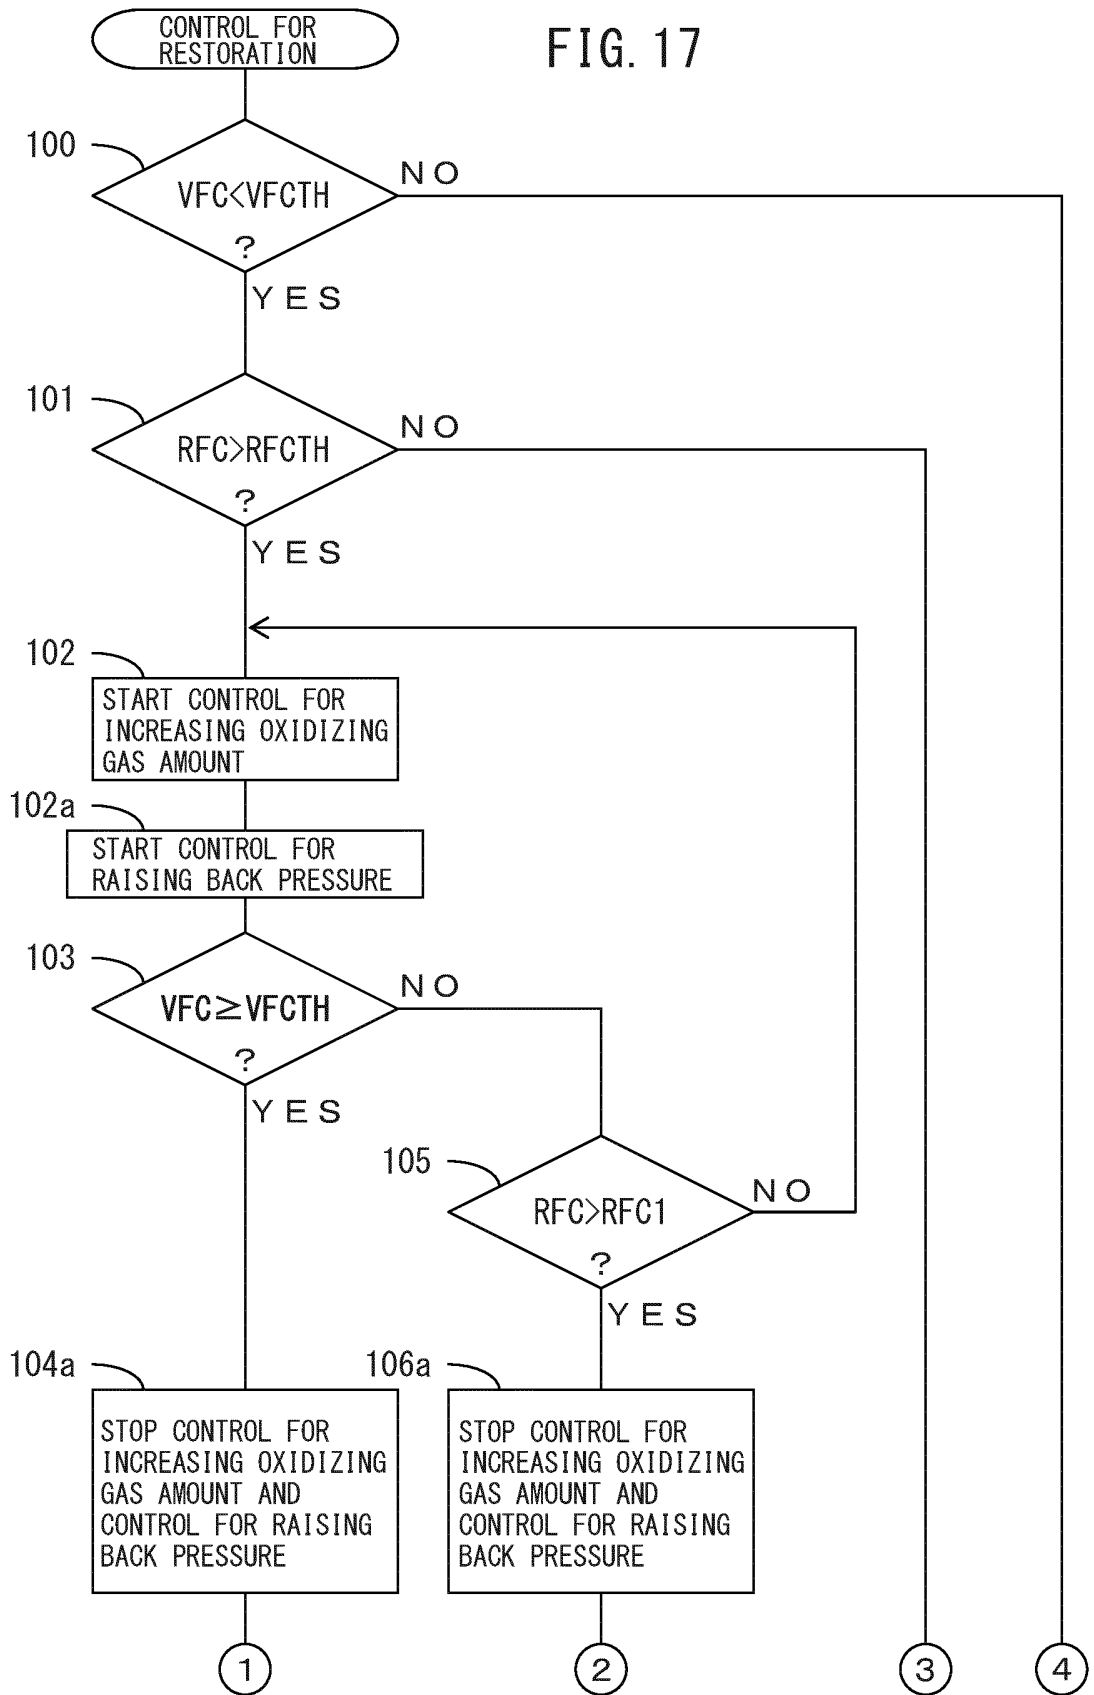 CONTROL FOR
RESTORATION
FIG. 17
100
VFC<VFCTH
?
NO
YES
101
RFC>RFCTH
?
NO
YES
102
START CONTROL FOR
INCREASING OXIDIZING
GAS AMOUNT
102a
START CONTROL FOR
RAISING BACK PRESSURE
103
VFC≧VFCTH
?
NO
YES
105
RFC>RFC1
?
NO
YES
104a
STOP CONTROL FOR
INCREASING OXIDIZING
GAS AMOUNT AND
CONTROL FOR RAISING
BACK PRESSURE
106a
STOP CONTROL FOR
INCREASING OXIDIZING
GAS AMOUNT AND
CONTROL FOR RAISING
BACK PRESSURE
1
2
3
4